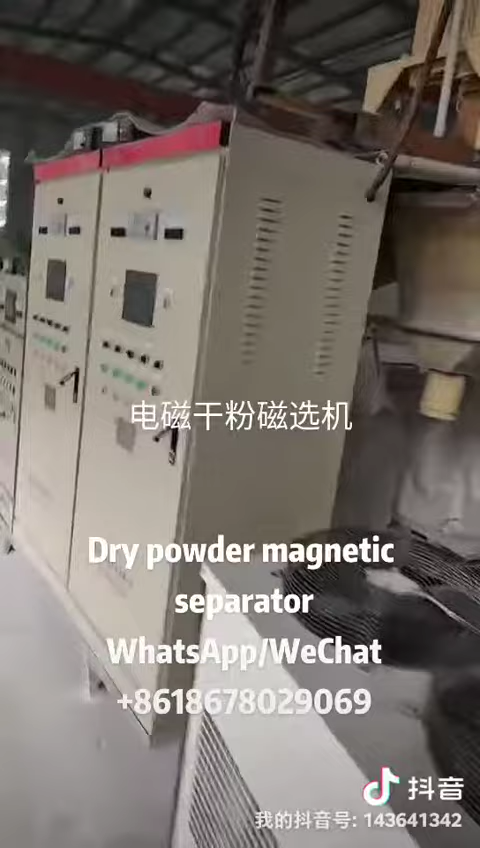 电磁干粉磁选机
Dry powder magnetic
separator
WhatsApp/WeChat
+8618678029069
抖音
我的抖音号: 143641342